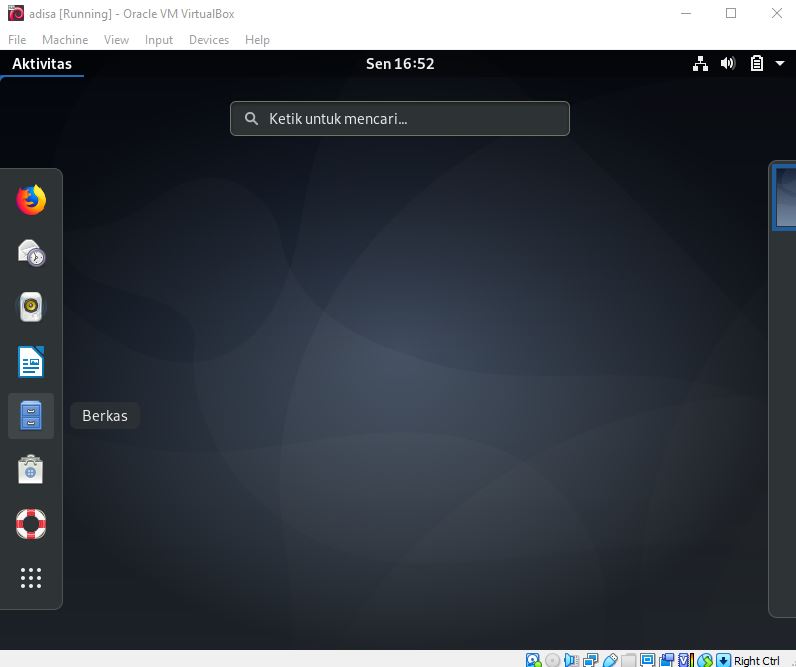 adisa [Running] - Oracle VM VirtualBox
File Machine View Input Devices Help
Aktivitas Sen 16:52
Ketik untuk mencari...
Berkas
Right Ctrl